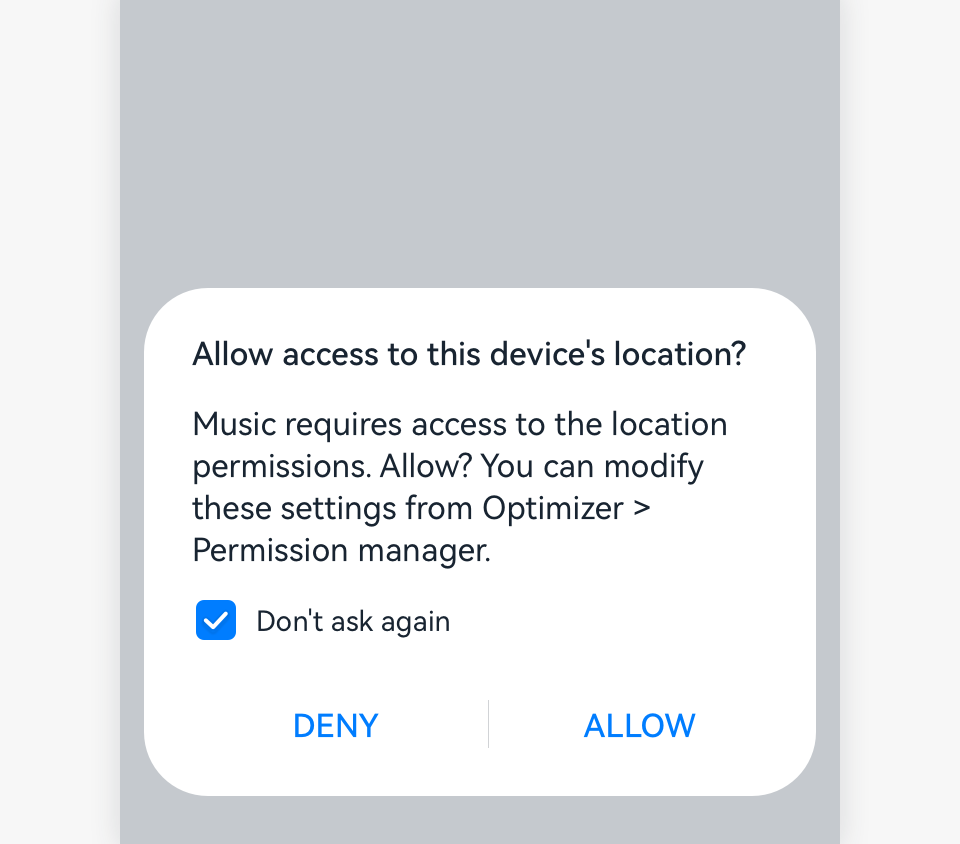 Allow access to this device's location?
Music requires access to the location
permissions. Allow? You can modify
these settings from Optimizer >
Permission manager.
Don't ask again
DENY
ALLOW